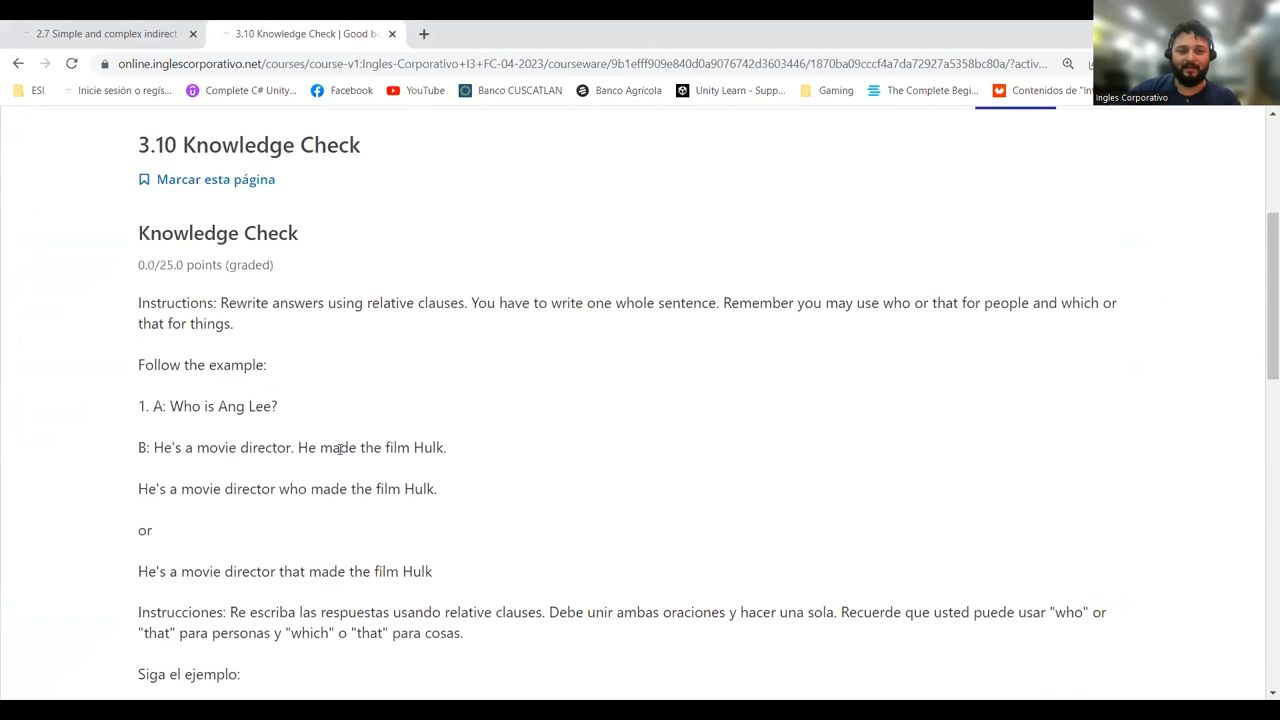 2.7 Simple and complex indirect
3.10 Knowledge Check | Good bo
online.inglescorporativo.net/courses/course-v1:Ingles-Corporativo+I3+FC-04-2023/courseware/9b1efff909e840d0a9076742d3603446/1870ba09cccf4a7da72927a5358bc80a/?activ...
ESI
Inicie sesión o regís...
Complete C# Unity...
Facebook
YouTube
Banco CUSCATLAN
Banco Agrícola
Unity Learn - Supp...
Gaming
The Complete Begi...
Contenidos de "Int
Ingles Corporativo
3.10 Knowledge Check
Marcar esta página
Knowledge Check
0.0/25.0 points (graded)
Instructions: Rewrite answers using relative clauses. You have to write one whole sentence. Remember you may use who or that for people and which or
that for things.
Follow the example:
1. A: Who is Ang Lee?
B: He's a movie director. He made the film Hulk.
He's a movie director who made the film Hulk.
or
He's a movie director that made the film Hulk
Instrucciones: Re escriba las respuestas usando relative clauses. Debe unir ambas oraciones y hacer una sola. Recuerde que usted puede usar "who" or
"that" para personas y "which" o "that" para cosas.
Siga el ejemplo: